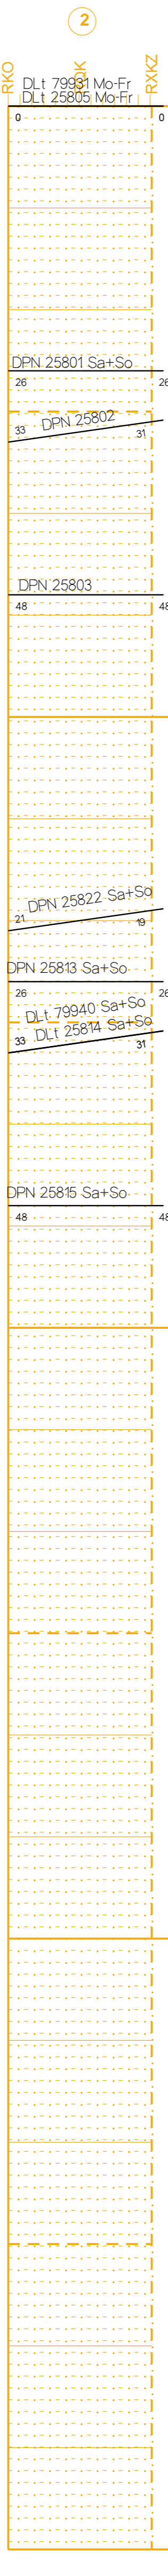 2
RKO
RXKZ
DLt 79931 Mo-Fr
DLt 25805 Mo-Fr
0 0
DPN 25801 Sa+So
26 26
DPN 25802
33 31
DPN 25803
48 48
DPN 25822 Sa+So
21 19
DPN 25813 Sa+So
26 26
DLt 79940 Sa+So
DLt 25814 Sa+So
33 31
DPN 25815 Sa+So
48 48